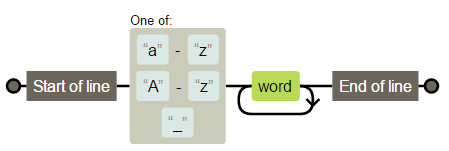 One of:
“a” - “z”
Start of line “A” - “z” word End of line
“_”